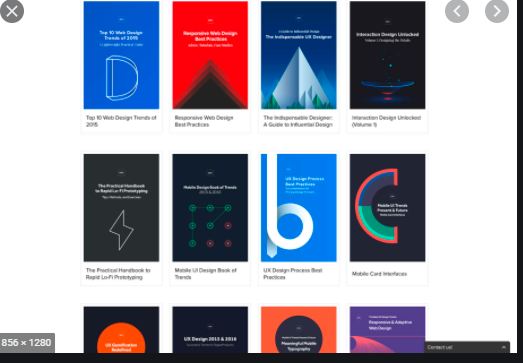 Top 10 Web Design
Trends of 2015
Responsive Web Design
Best Practices
The Indispensable UX Designer
Interaction Design Unlocked
Top 10 Web Design Trends of
2015
Responsive Web Design
Best Practices
The Indispensable Designer:
A Guide to Influential Design
Interaction Design Unlocked
(Volume 1)
The Practical Handbook
to Rapid Lo-Fi Prototyping
Mobile Design Book of Trends
2015 & 2016
UX Design Process
Best Practices
Mobile UI Trends
Present & Future
The Practical Handbook to
Rapid Lo-Fi Prototyping
Mobile UI Design Book of
Trends
UX Design Process Best
Practices
Mobile Card Interfaces
UX Gamification
Redefined
UX Design 2015 & 2016
Meaningful Mobile
Typography
Responsive & Adaptive
Web Design
856 × 1280
Contact us!